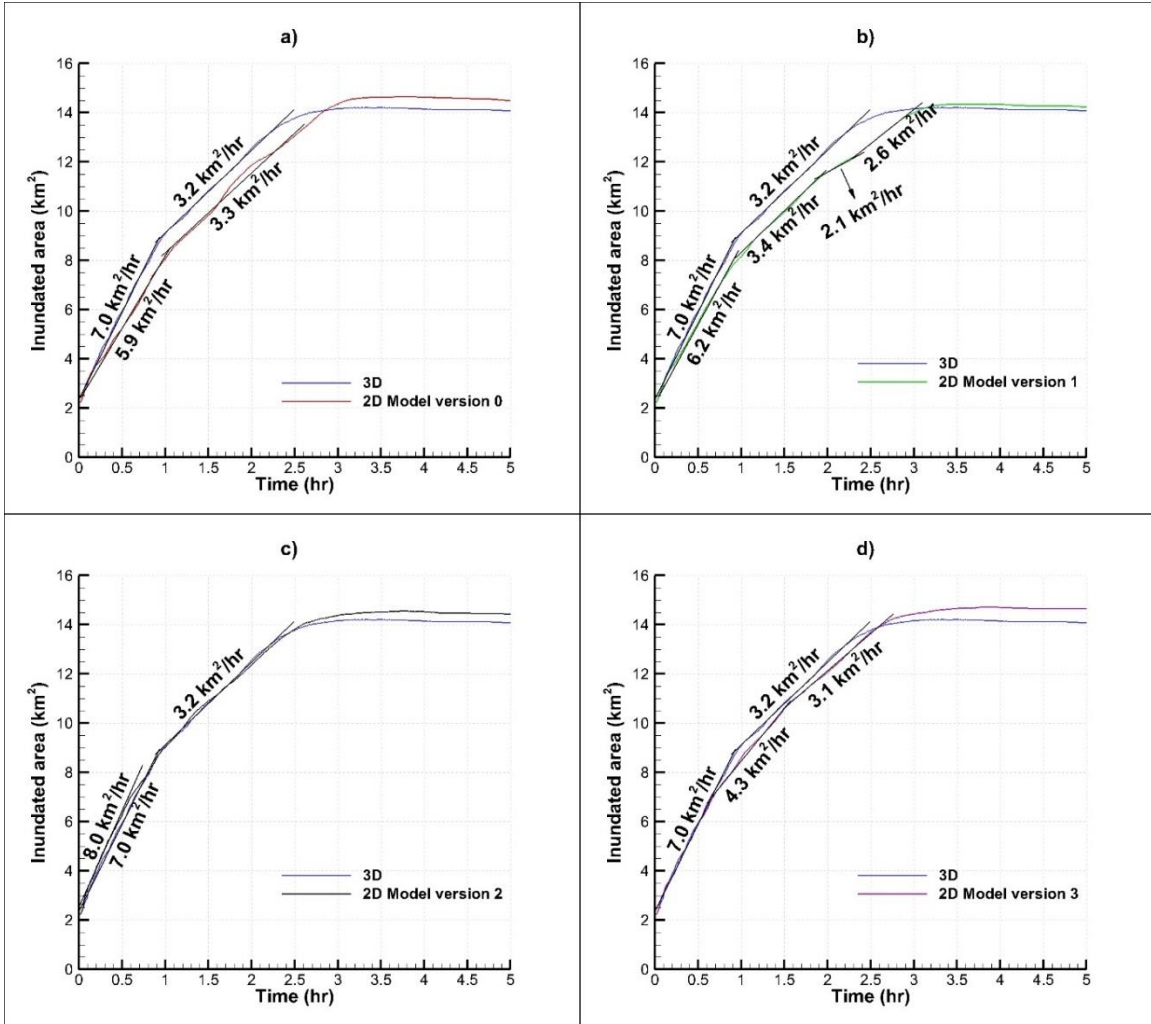 a)
Inundated area (km²)
16
14
12
10
8
6
4
2
0
7.0 km²/hr
5.9 km²/hr
3.2 km²/hr
3.3 km²/hr
3D
2D Model version 0
0 0.5 1 1.5 2 2.5 3 3.5 4 4.5 5
Time (hr)
b)
Inundated area (km²)
16
14
12
10
8
6
4
2
0
7.0 km²/hr
6.2 km²/hr
3.2 km²/hr
3.4 km²/hr
2.1 km²/hr
2.6 km²/hr
3D
2D Model version 1
0 0.5 1 1.5 2 2.5 3 3.5 4 4.5 5
Time (hr)
c)
Inundated area (km²)
16
14
12
10
8
6
4
2
0
8.0 km²/hr
7.0 km²/hr
3.2 km²/hr
3D
2D Model version 2
0 0.5 1 1.5 2 2.5 3 3.5 4 4.5 5
Time (hr)
d)
Inundated area (km²)
16
14
12
10
8
6
4
2
0
7.0 km²/hr
4.3 km²/hr
3.2 km²/hr
3.1 km²/hr
3D
2D Model version 3
0 0.5 1 1.5 2 2.5 3 3.5 4 4.5 5
Time (hr)